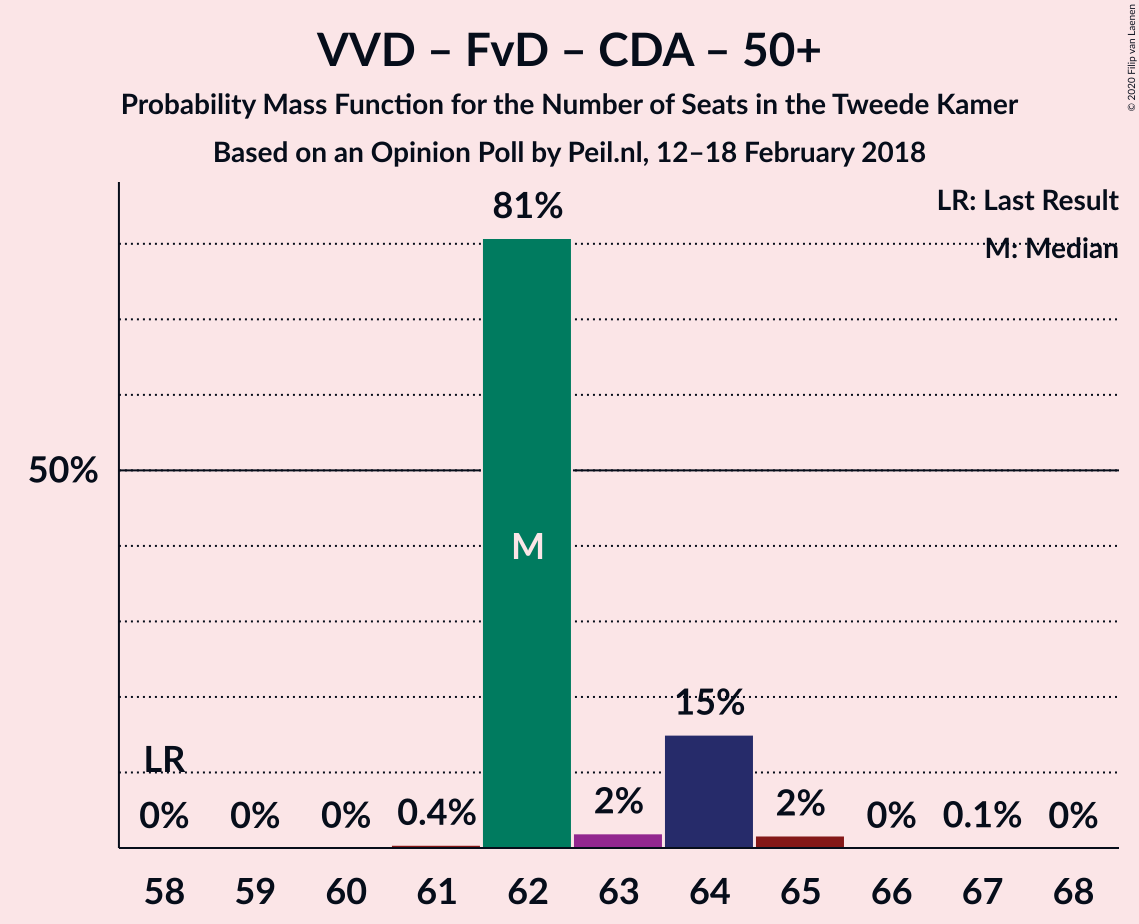 VVD – FvD – CDA – 50+
Probability Mass Function for the Number of Seats in the Tweede Kamer
Based on an Opinion Poll by Peil.nl, 12–18 February 2018
© 2020 Filip van Laenen
LR: Last Result
M: Median
81%
50%
M
15%
LR
0% 0% 0% 0.4% 2% 2% 0% 0.1% 0%
58 59 60 61 62 63 64 65 66 67 68